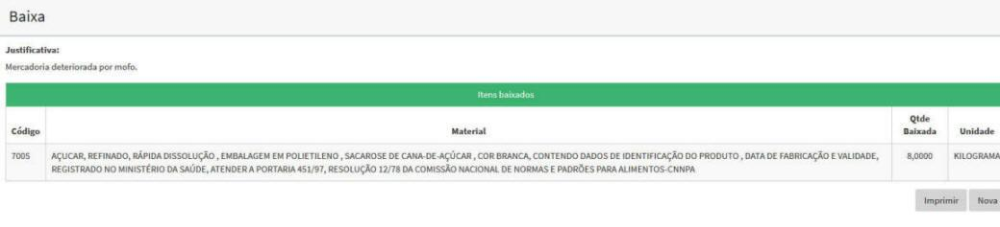 Baixa
Justificativa:
Mercadoria deteriorada por mofo.
Itens baixados
Código Material Qtde Baixada Unidade
7005 AÇUCAR, REFINADO, RÁPIDA DISSOLUÇÃO , EMBALAGEM EM POLIETILENO , SACAROSE DE CANA-DE-AÇÚCAR , COR BRANCA, CONTENDO DADOS DE IDENTIFICAÇÃO DO PRODUTO , DATA DE FABRICAÇÃO E VALIDADE, 8,0000 KILOGRAMA
REGISTRADO NO MINISTÉRIO DA SAÚDE, ATENDER A PORTARIA 451/97, RESOLUÇÃO 12/78 DA COMISSÃO NACIONAL DE NORMAS E PADRÕES PARA ALIMENTOS-CNNPA
Imprimir Nova